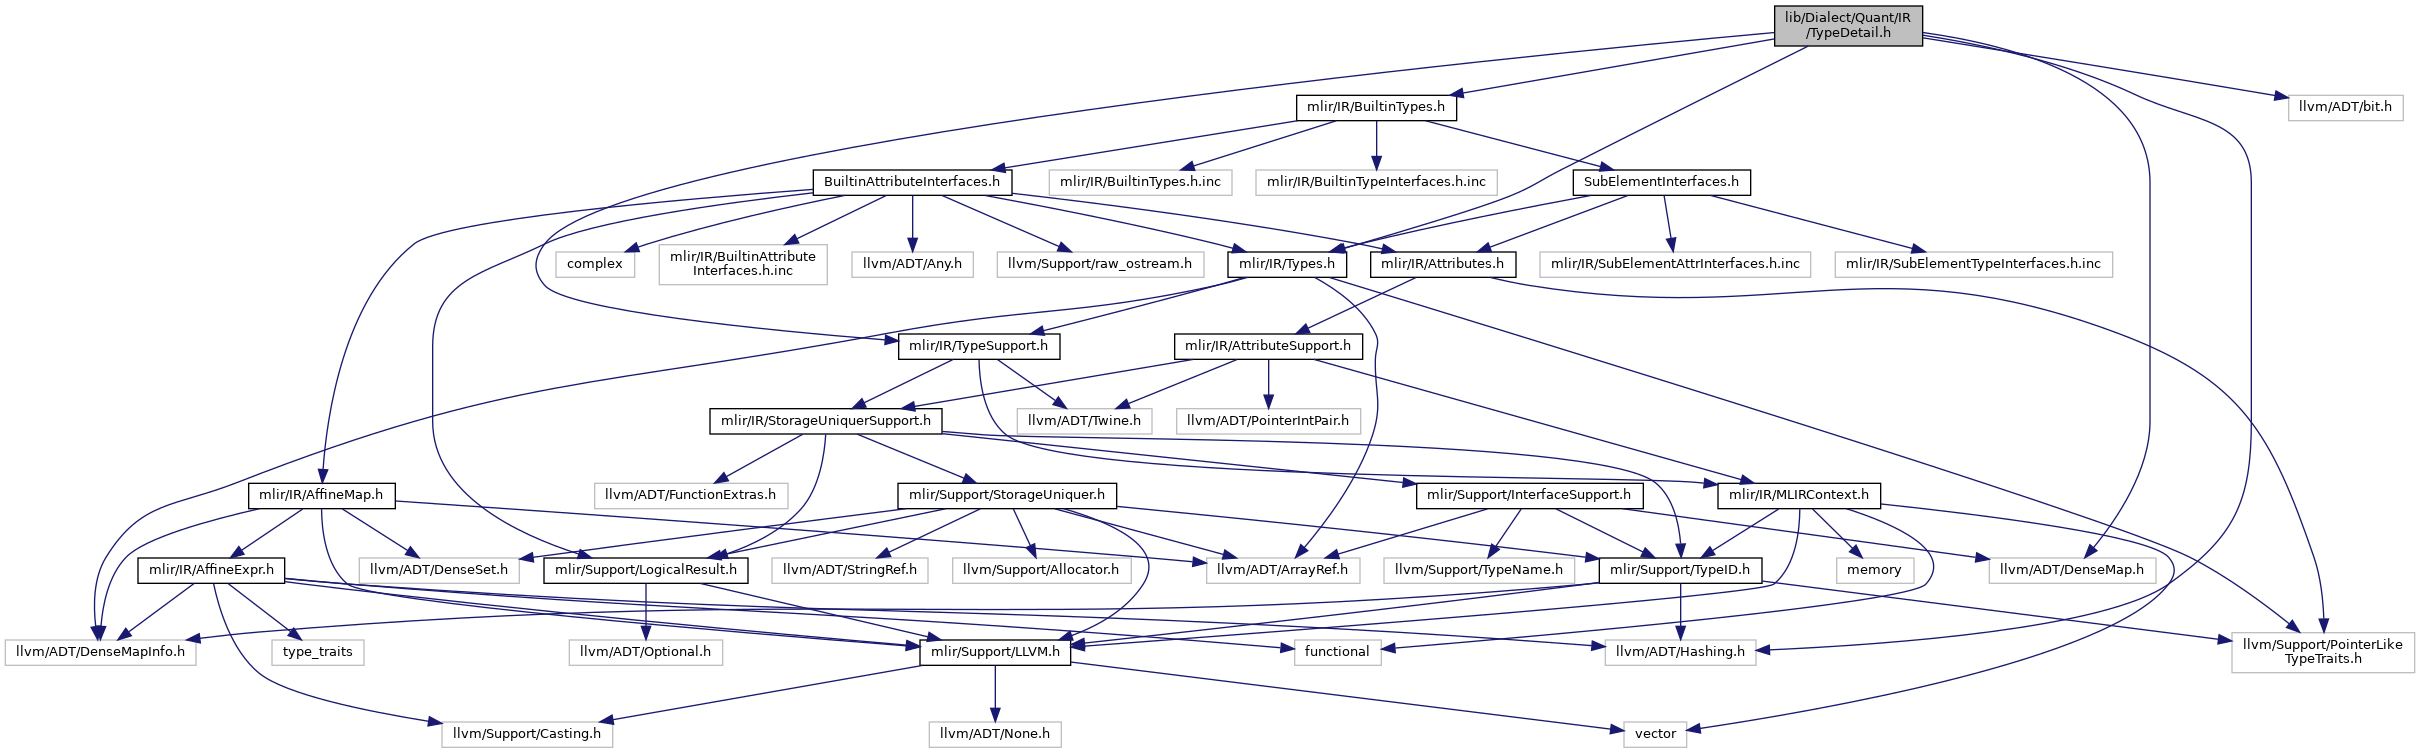 lib/Dialect/Quant/IR
/TypeDetail.h
mlir/IR/BuiltinTypes.h
llvm/ADT/bit.h
BuiltinAttributeInterfaces.h
mlir/IR/BuiltinTypes.h.inc
mlir/IR/BuiltinTypeInterfaces.h.inc
SubElementInterfaces.h
complex
mlir/IR/BuiltinAttribute
Interfaces.h.inc
llvm/ADT/Any.h
llvm/Support/raw_ostream.h
mlir/IR/Types.h
mlir/IR/Attributes.h
mlir/IR/SubElementAttrInterfaces.h.inc
mlir/IR/SubElementTypeInterfaces.h.inc
mlir/IR/TypeSupport.h
mlir/IR/AttributeSupport.h
mlir/IR/StorageUniquerSupport.h
llvm/ADT/Twine.h
llvm/ADT/PointerIntPair.h
mlir/IR/AffineMap.h
llvm/ADT/FunctionExtras.h
mlir/Support/StorageUniquer.h
mlir/Support/InterfaceSupport.h
mlir/IR/MLIRContext.h
mlir/IR/AffineExpr.h
llvm/ADT/DenseSet.h
mlir/Support/LogicalResult.h
llvm/ADT/StringRef.h
llvm/Support/Allocator.h
llvm/ADT/ArrayRef.h
llvm/Support/TypeName.h
mlir/Support/TypeID.h
memory
llvm/ADT/DenseMap.h
llvm/ADT/DenseMapInfo.h
type_traits
llvm/ADT/Optional.h
mlir/Support/LLVM.h
functional
llvm/ADT/Hashing.h
llvm/Support/PointerLike
TypeTraits.h
llvm/Support/Casting.h
llvm/ADT/None.h
vector